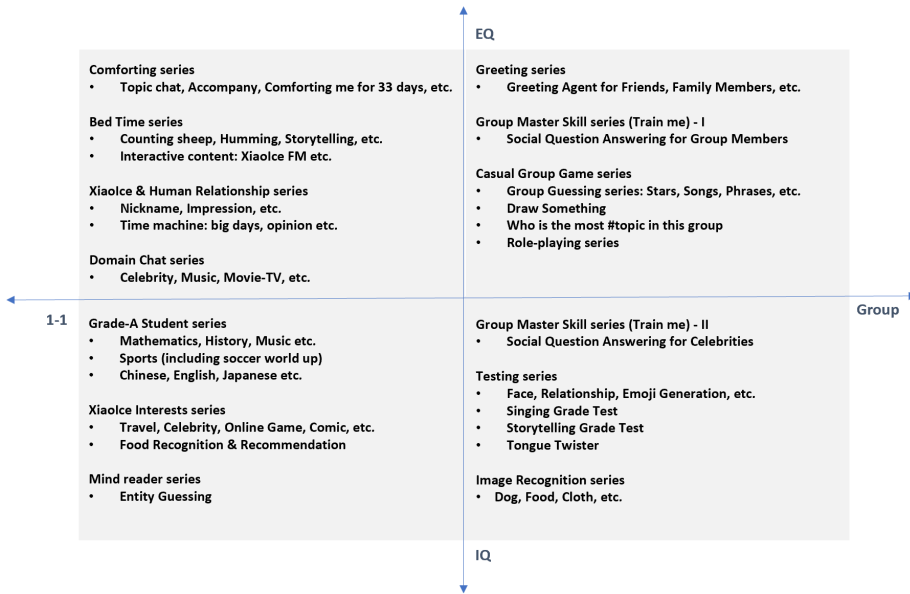 EQ
Comforting series
• Topic chat, Accompany, Comforting me for 33 days, etc.
Bed Time series
• Counting sheep, Humming, Storytelling, etc.
• Interactive content: XiaoIce FM etc.
XiaoIce & Human Relationship series
• Nickname, Impression, etc.
• Time machine: big days, opinion etc.
Domain Chat series
• Celebrity, Music, Movie-TV, etc.
Greeting series
• Greeting Agent for Friends, Family Members, etc.
Group Master Skill series (Train me) - I
• Social Question Answering for Group Members
Casual Group Game series
• Group Guessing series: Stars, Songs, Phrases, etc.
• Draw Something
• Who is the most #topic in this group
• Role-playing series
1-1
Group
Grade-A Student series
• Mathematics, History, Music etc.
• Sports (including soccer world up)
• Chinese, English, Japanese etc.
XiaoIce Interests series
• Travel, Celebrity, Online Game, Comic, etc.
• Food Recognition & Recommendation
Mind reader series
• Entity Guessing
Group Master Skill series (Train me) - II
• Social Question Answering for Celebrities
Testing series
• Face, Relationship, Emoji Generation, etc.
• Singing Grade Test
• Storytelling Grade Test
• Tongue Twister
Image Recognition series
• Dog, Food, Cloth, etc.
IQ